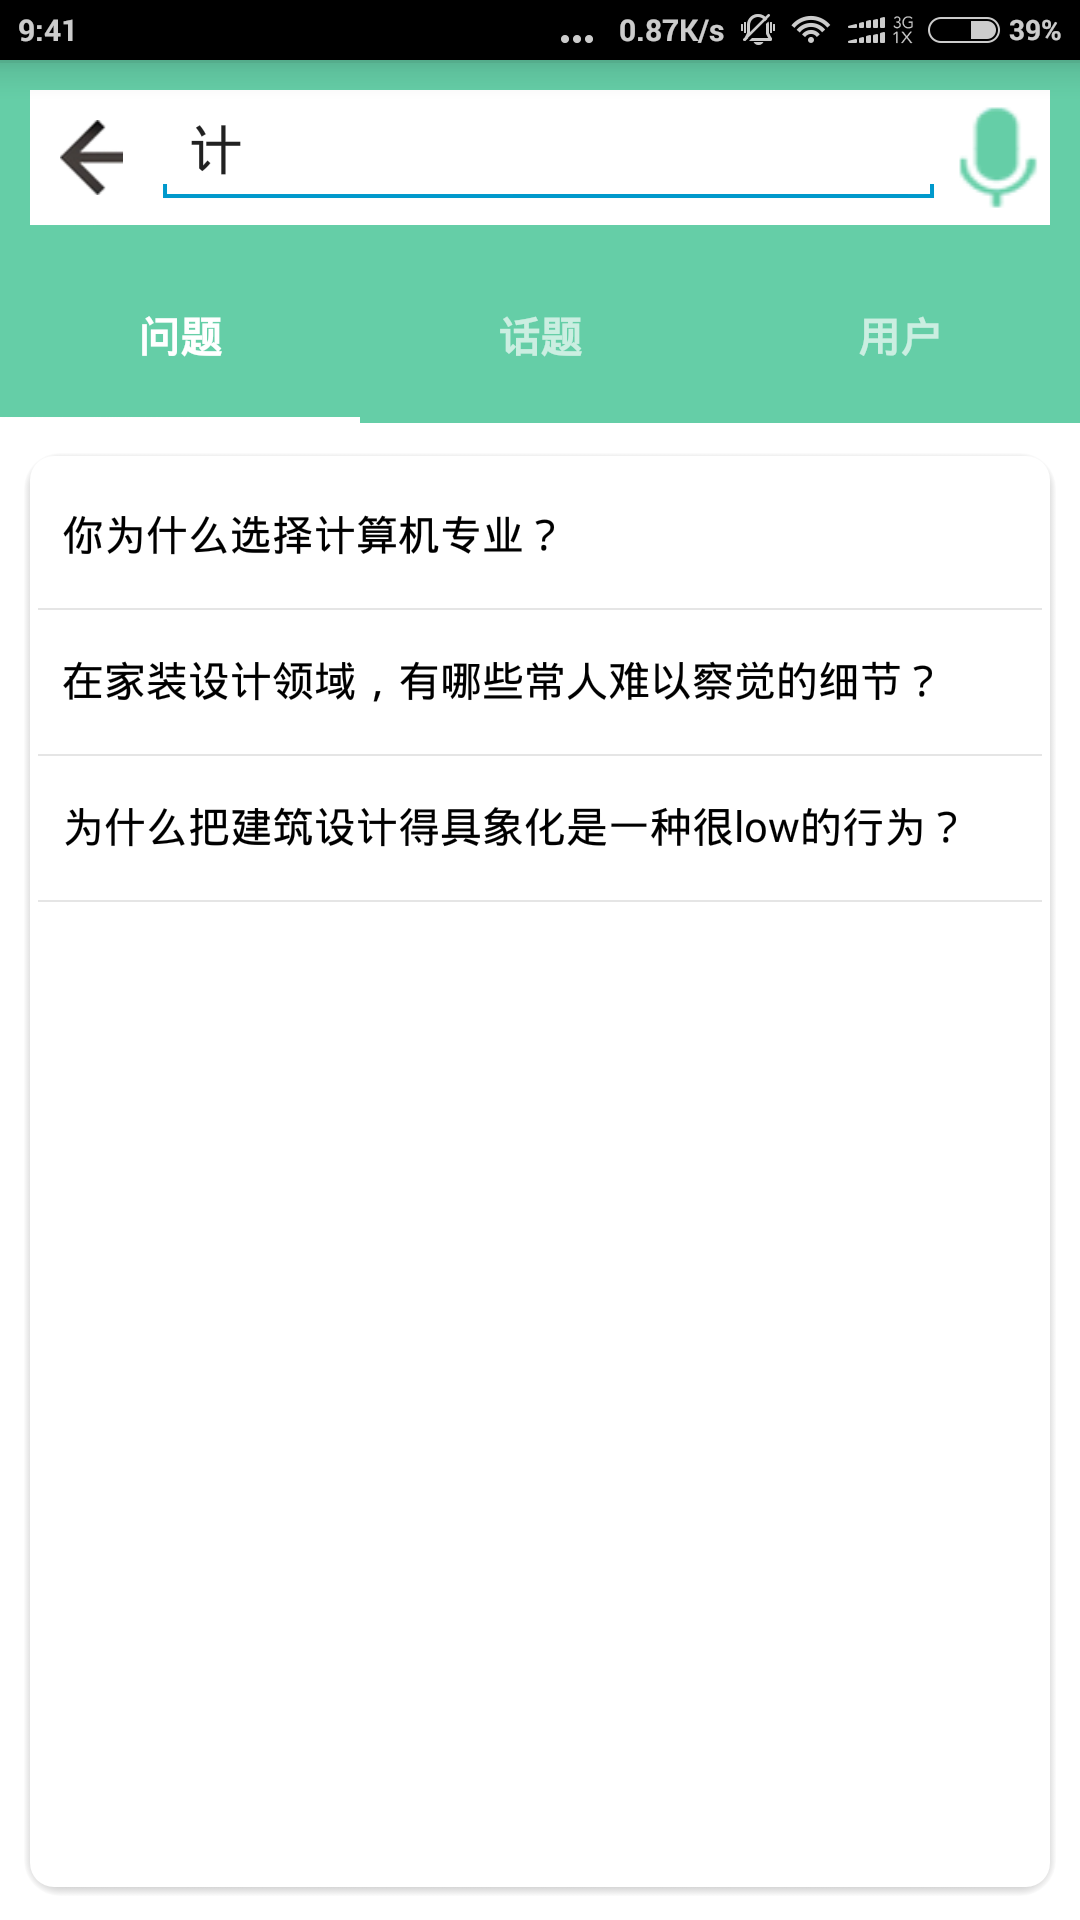 9:41 ... 0.87K/s 3G 1X 39%
计
问题 话题 用户
你为什么选择计算机专业？
在家装设计领域，有哪些常人难以察觉的细节？
为什么把建筑设计得具象化是一种很low的行为？